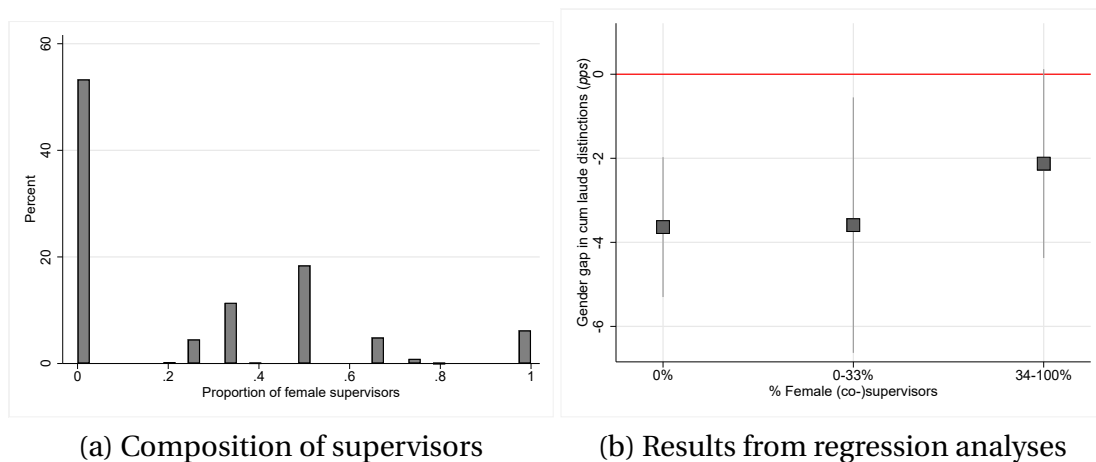 60
40
20
0
Percent
0
.2
.4
.6
.8
1
Proportion of female supervisors
(a) Composition of supervisors
0
-2
-4
-6
Gender gap in cum laude distinctions (pps)
0%
0-33%
34-100%
% Female (co-)supervisors
(b) Results from regression analyses